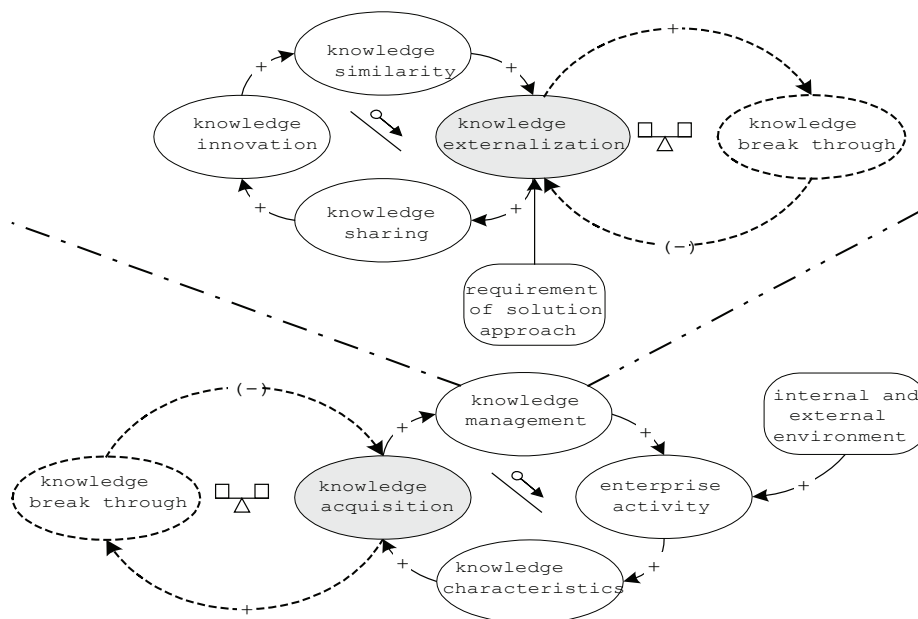 knowledge
similarity
+
+
+
knowledge
innovation
knowledge
externalization
knowledge
break through
+
+
knowledge
sharing
(-)
requirement
of solution
approach
(-)
knowledge
management
internal and
external
environment
+
+
knowledge
break through
knowledge
acquisition
enterprise
activity
+
+
+
knowledge
characteristics
+